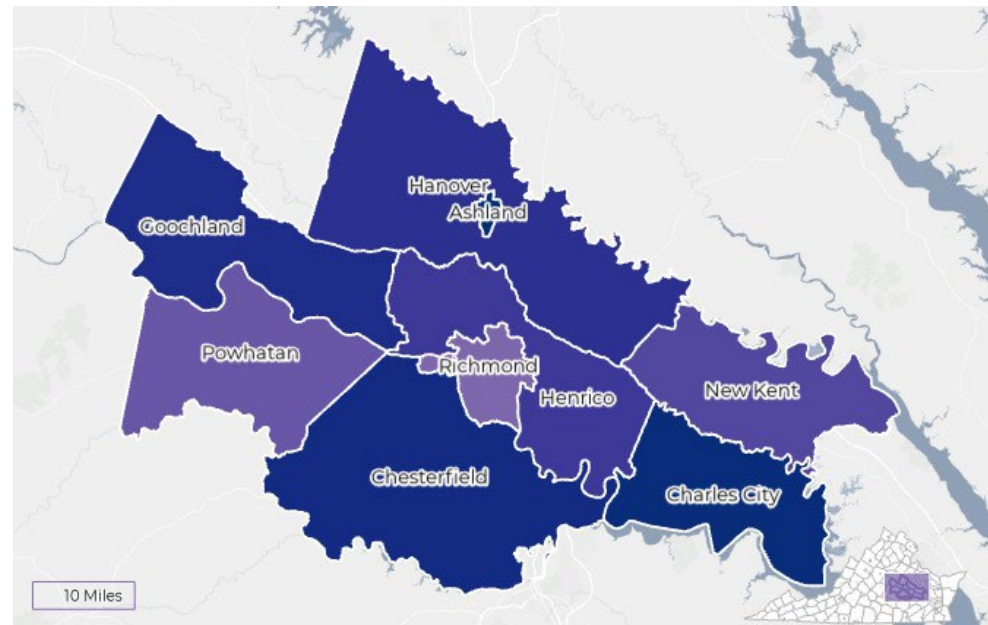 Hanover
Ashland
Goochland
Powhatan
Richmond
Henrico
New Kent
Chesterfield
Charles City
10 Miles